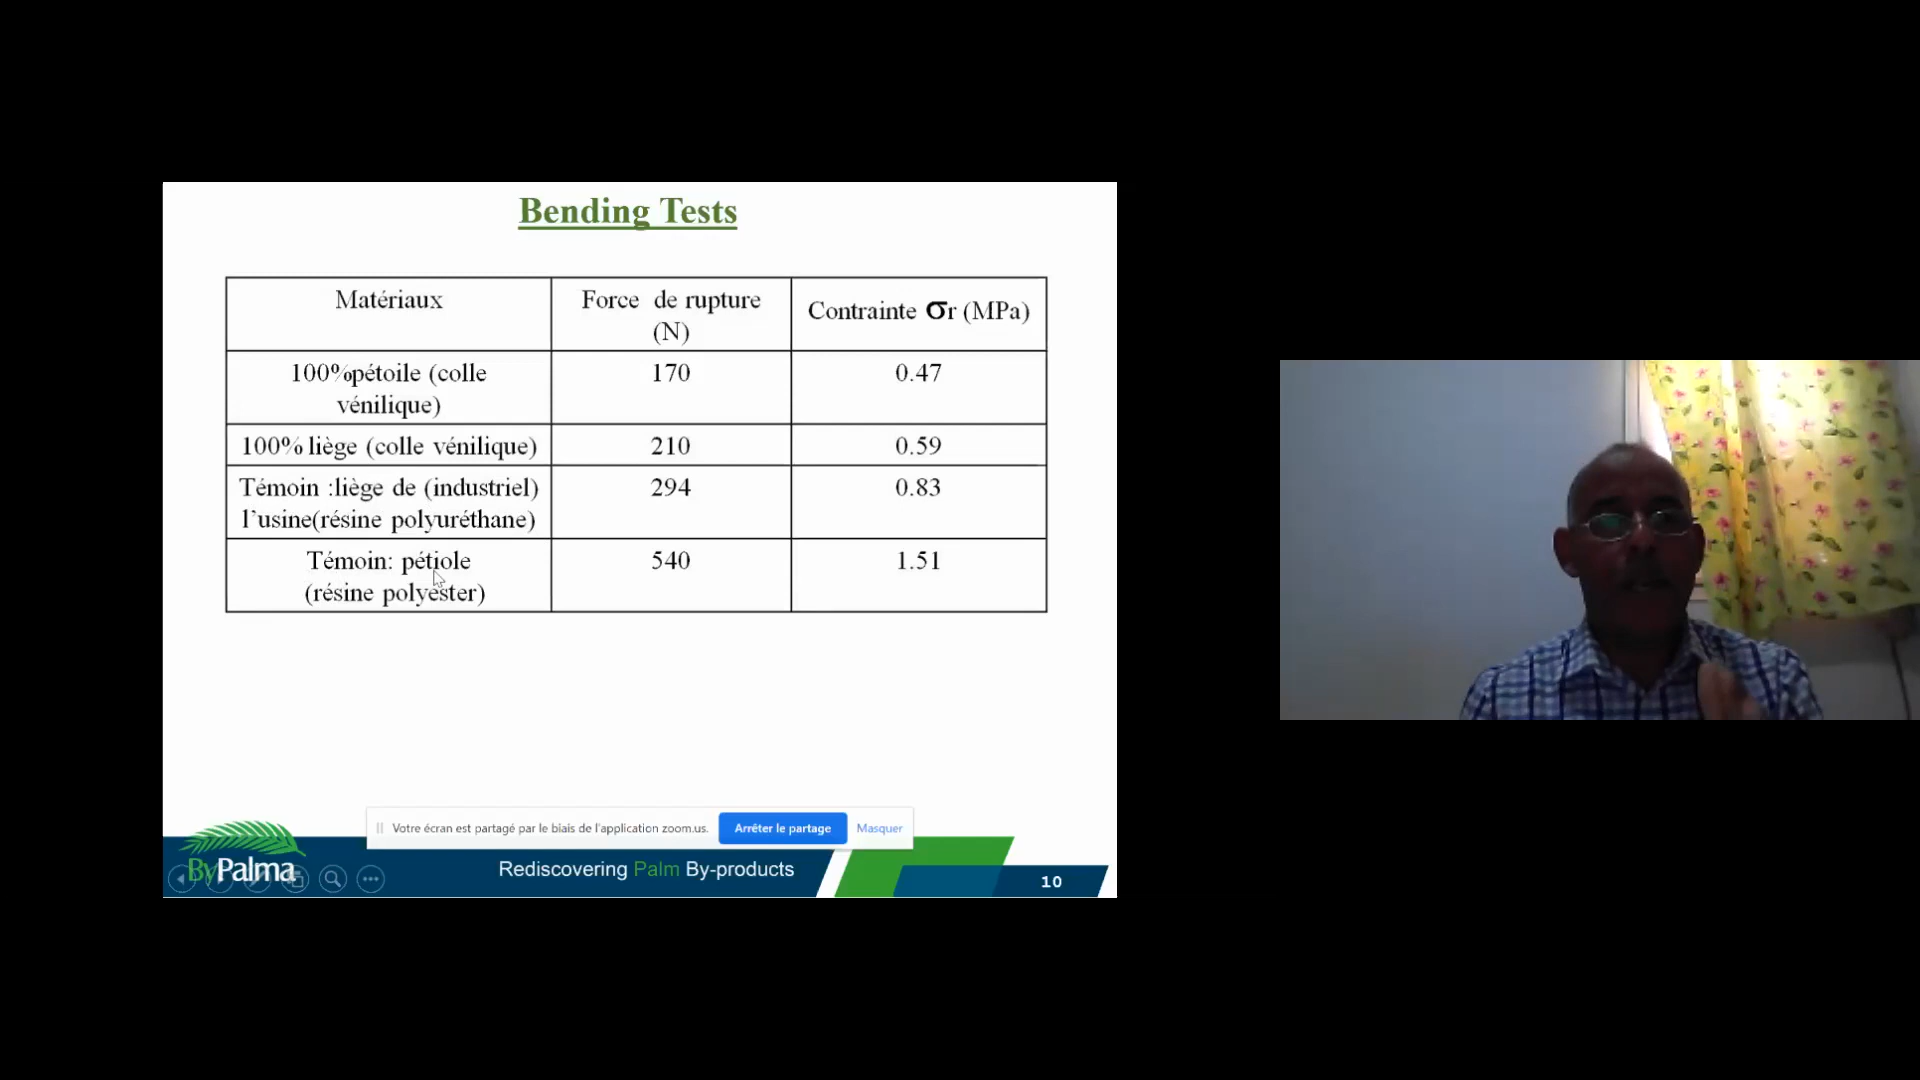 Bending Tests
Matériaux
Force de rupture
(N)
Contrainte σr (MPa)
100%pétoile (colle
vénilique)
170
0.47
100% liège (colle vénilique)
210
0.59
Témoin :liège de (industriel)
l’usine(résine polyuréthane)
294
0.83
Témoin: pétiole
(résine polyester)
540
1.51
Votre écran est partagé par le biais de l'application zoom.us.
Arrêter le partage
Masquer
ByPalma
Rediscovering Palm By-products
10